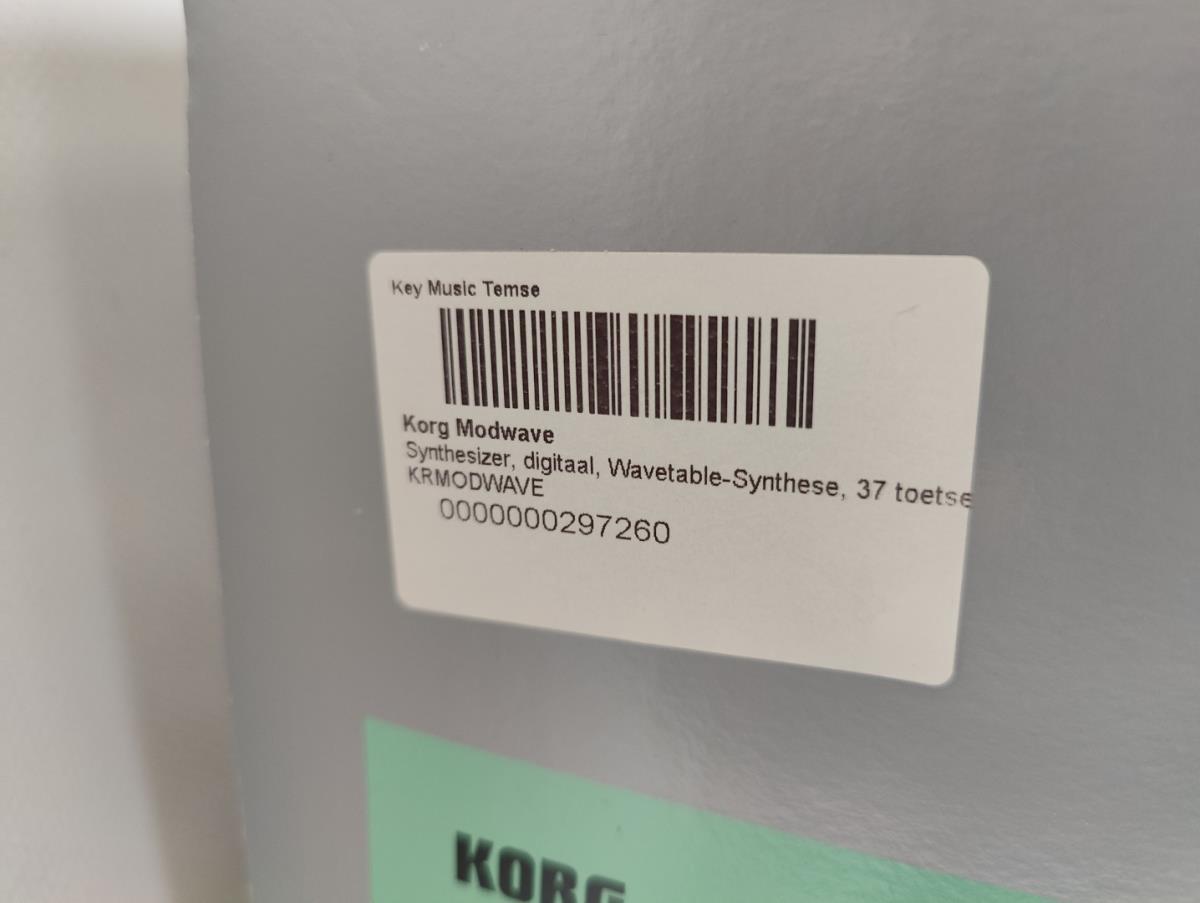 Key Music Temse
Korg Modwave
Synthesizer, digitaal, Wavetable-Synthese, 37 toetse
KRMODWAVE
0000000297260
KORG